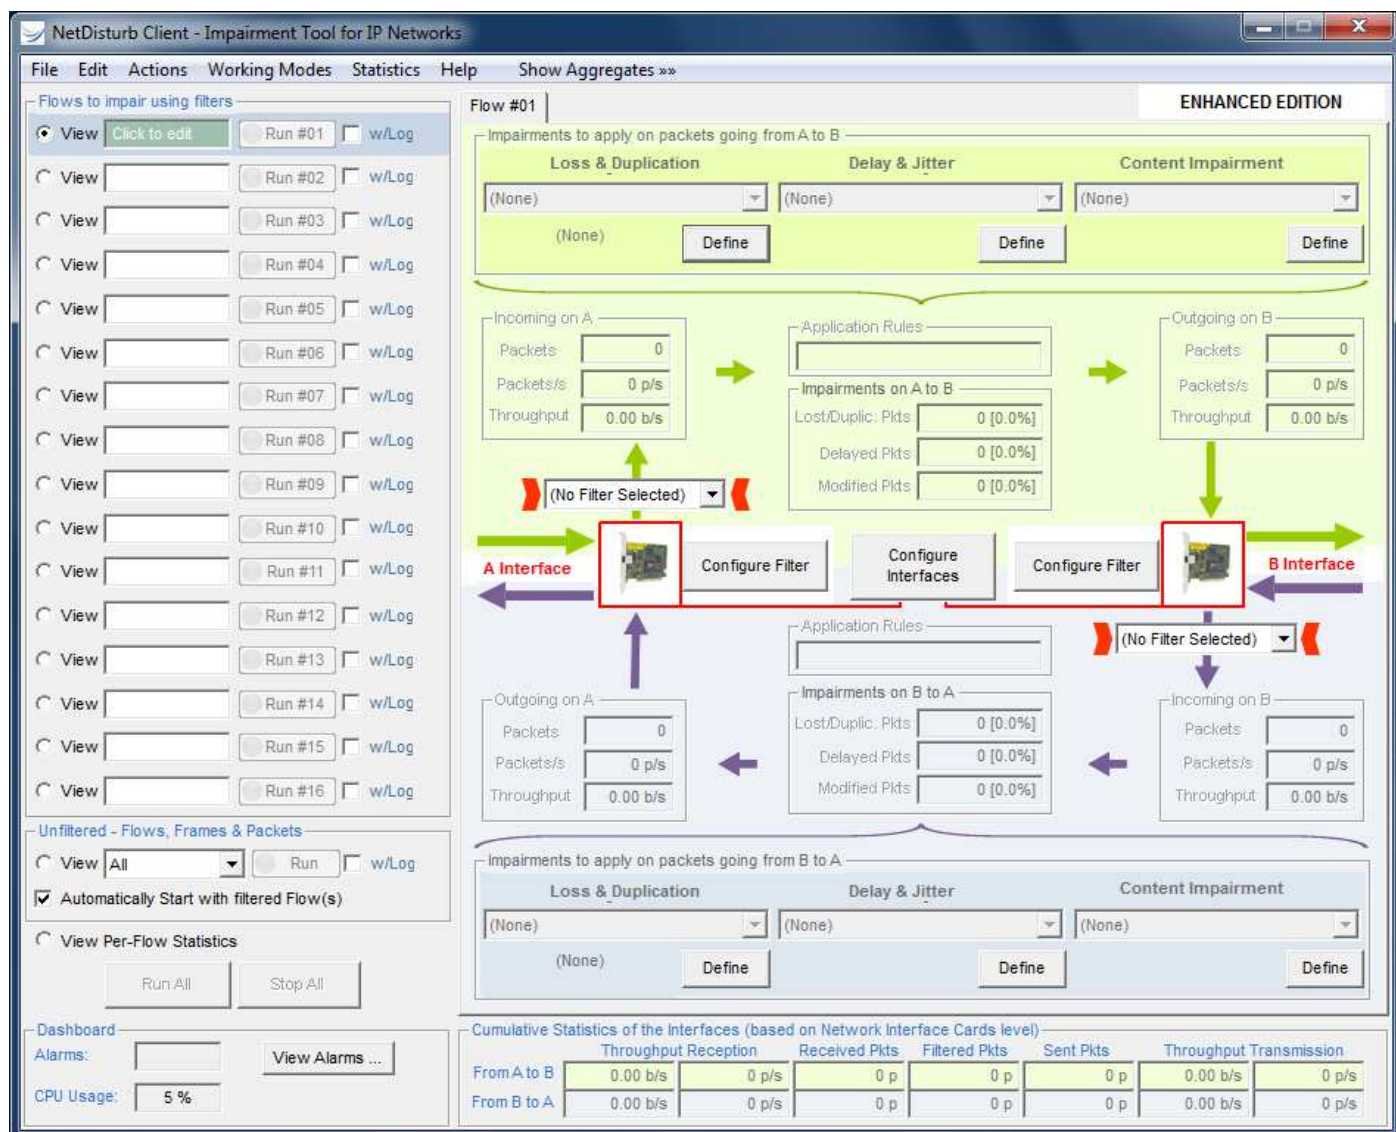 NetDisturb Client - Impairment Tool for IP Networks
File Edit Actions Working Modes Statistics Help Show Aggregates »»
Flows to impair using filters
View Click to edit Run #01 w/Log
View Run #02 w/Log
View Run #03 w/Log
View Run #04 w/Log
View Run #05 w/Log
View Run #06 w/Log
View Run #07 w/Log
View Run #08 w/Log
View Run #09 w/Log
View Run #10 w/Log
View Run #11 w/Log
View Run #12 w/Log
View Run #13 w/Log
View Run #14 w/Log
View Run #15 w/Log
View Run #16 w/Log
Unfiltered - Flows, Frames & Packets
View All Run w/Log
Automatically Start with filtered Flow(s)
View Per-Flow Statistics
Run All Stop All
Dashboard
Alarms: View Alarms ...
CPU Usage: 5 %
Flow #01 ENHANCED EDITION
Impairments to apply on packets going from A to B
Loss & Duplication Delay & Jitter Content Impairment
(None) (None) (None)
(None) Define Define Define
Incoming on A
Packets 0
Packets/s 0 p/s
Throughput 0.00 b/s
Application Rules
Impairments on A to B
Lost/Duplic. Pkts 0 [0.0%]
Delayed Pkts 0 [0.0%]
Modified Pkts 0 [0.0%]
Outgoing on B
Packets 0
Packets/s 0 p/s
Throughput 0.00 b/s
(No Filter Selected)
A Interface Configure Filter Configure Interfaces Configure Filter B Interface
(No Filter Selected)
Outgoing on A
Packets 0
Packets/s 0 p/s
Throughput 0.00 b/s
Application Rules
Impairments on B to A
Lost/Duplic. Pkts 0 [0.0%]
Delayed Pkts 0 [0.0%]
Modified Pkts 0 [0.0%]
Incoming on B
Packets 0
Packets/s 0 p/s
Throughput 0.00 b/s
Impairments to apply on packets going from B to A
Loss & Duplication Delay & Jitter Content Impairment
(None) (None) (None)
(None) Define Define Define
Cumulative Statistics of the Interfaces (based on Network Interface Cards level)
Throughput Reception Received Pkts Filtered Pkts Sent Pkts Throughput Transmission
From A to B 0.00 b/s 0 p/s 0 p 0 p 0 p 0.00 b/s 0 p/s
From B to A 0.00 b/s 0 p/s 0 p 0 p 0 p 0.00 b/s 0 p/s